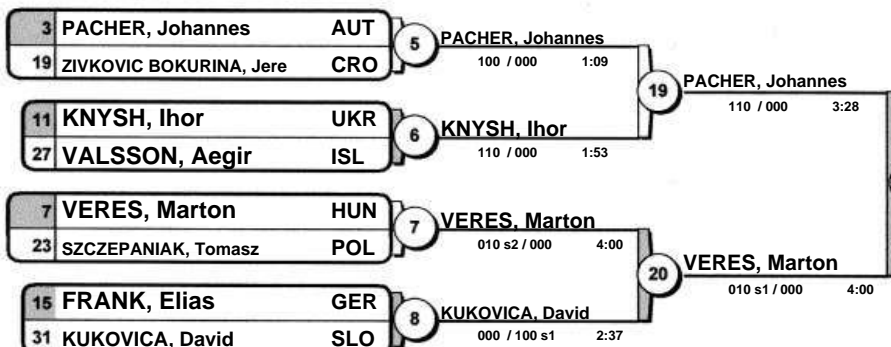 3 PACHER, Johannes AUT
19 ZIVKOVIC BOKURINA, Jere CRO
5
PACHER, Johannes
100 / 000 1:09
11 KNYSH, Ihor UKR
27 VALSSON, Aegir ISL
6
KNYSH, Ihor
110 / 000 1:53
19
PACHER, Johannes
110 / 000 3:28
7 VERES, Marton HUN
23 SZCZEPANIAK, Tomasz POL
7
VERES, Marton
010 s2 / 000 4:00
15 FRANK, Elias GER
31 KUKOVICA, David SLO
8
KUKOVICA, David
000 / 100 s1 2:37
20
VERES, Marton
010 s1 / 000 4:00